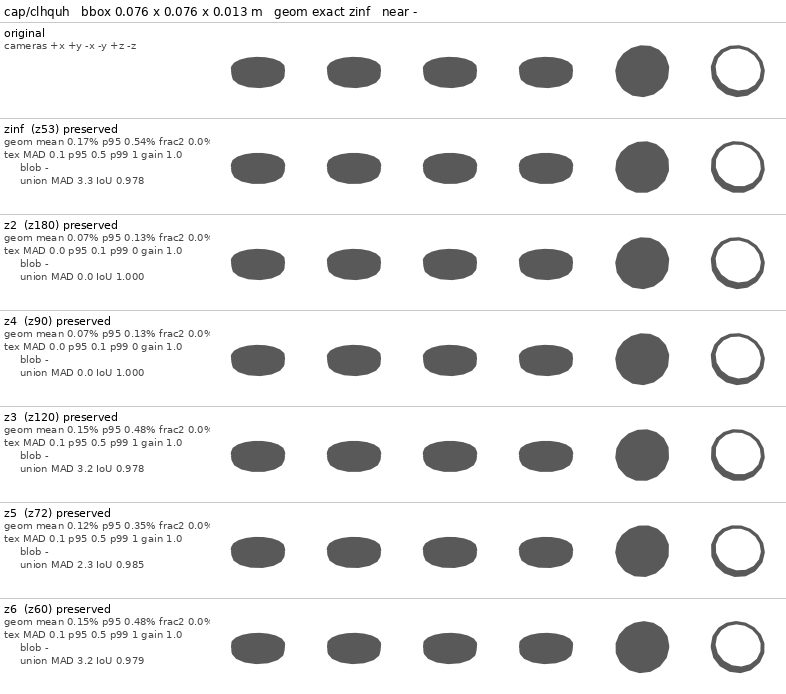 cap/clhquh bbox 0.076 x 0.076 x 0.013 m geom exact zinf near -
original
cameras +x +y -x -y +z -z
zinf (z53) preserved
geom mean 0.17% p95 0.54% frac2 0.0%
tex MAD 0.1 p95 0.5 p99 1 gain 1.0
blob -
union MAD 3.3 IoU 0.978
z2 (z180) preserved
geom mean 0.07% p95 0.13% frac2 0.0%
tex MAD 0.0 p95 0.1 p99 0 gain 1.0
blob -
union MAD 0.0 IoU 1.000
z4 (z90) preserved
geom mean 0.07% p95 0.13% frac2 0.0%
tex MAD 0.0 p95 0.1 p99 0 gain 1.0
blob -
union MAD 0.0 IoU 1.000
z3 (z120) preserved
geom mean 0.15% p95 0.48% frac2 0.0%
tex MAD 0.1 p95 0.5 p99 1 gain 1.0
blob -
union MAD 3.2 IoU 0.978
z5 (z72) preserved
geom mean 0.12% p95 0.35% frac2 0.0%
tex MAD 0.1 p95 0.5 p99 1 gain 1.0
blob -
union MAD 2.3 IoU 0.985
z6 (z60) preserved
geom mean 0.15% p95 0.48% frac2 0.0%
tex MAD 0.1 p95 0.5 p99 1 gain 1.0
blob -
union MAD 3.2 IoU 0.979